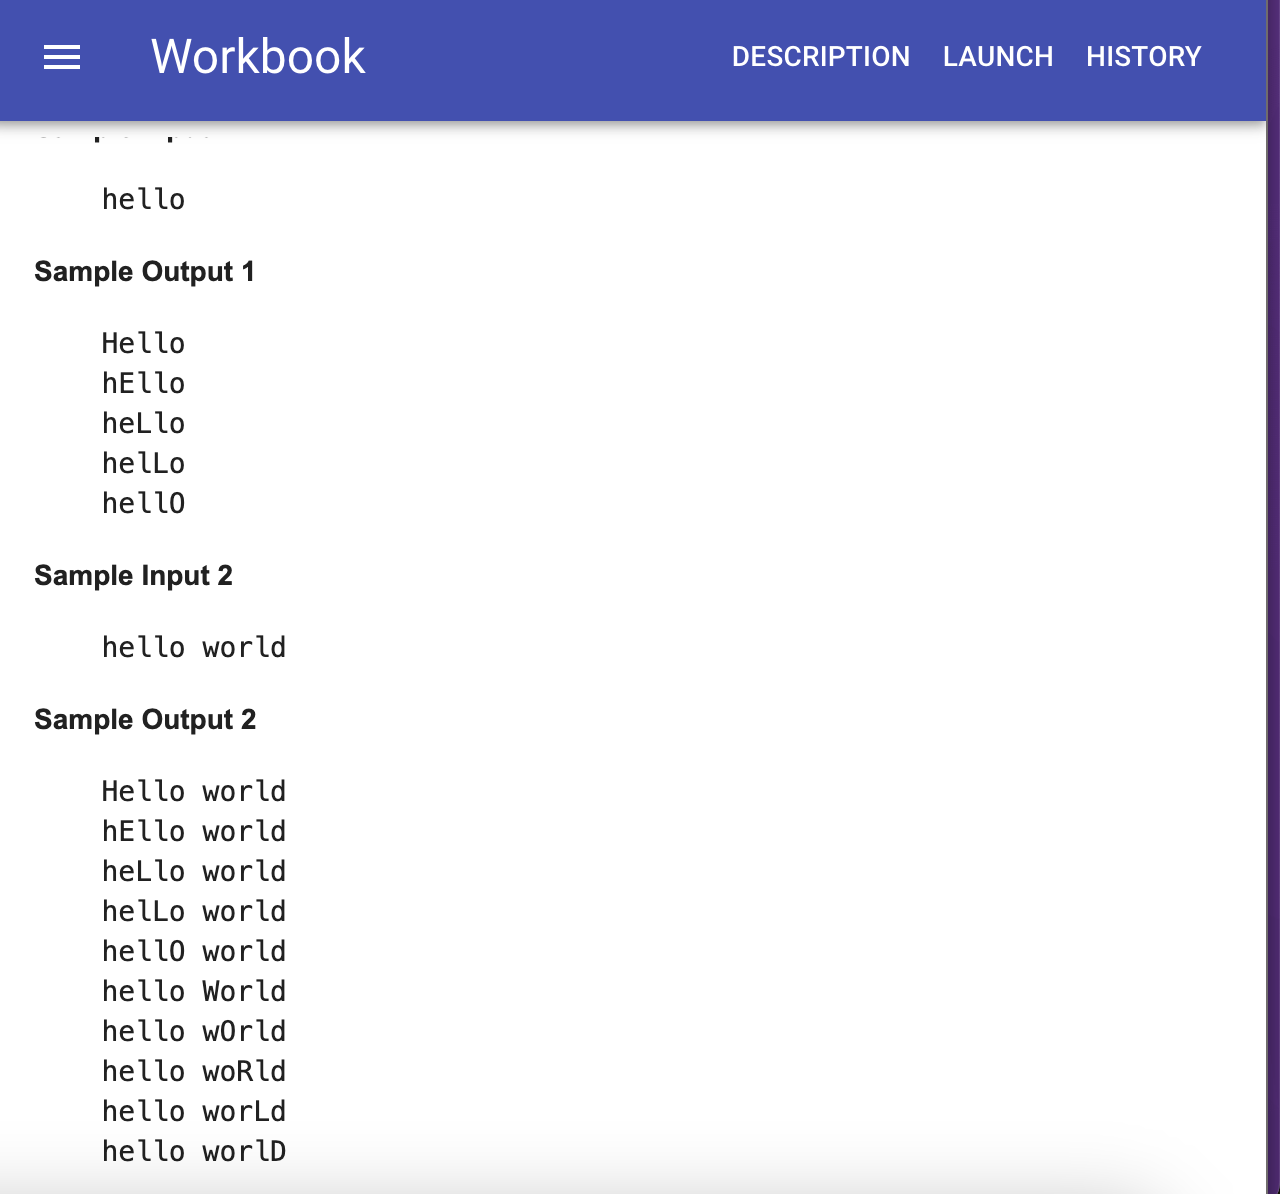 Workbook DESCRIPTION LAUNCH HISTORY
hello
Sample Output 1
Hello
hEllo
heLlo
helLo
hellO
Sample Input 2
hello world
Sample Output 2
Hello world
hEllo world
heLlo world
helLo world
hellO world
hello World
hello wOrld
hello woRld
hello worLd
hello worlD